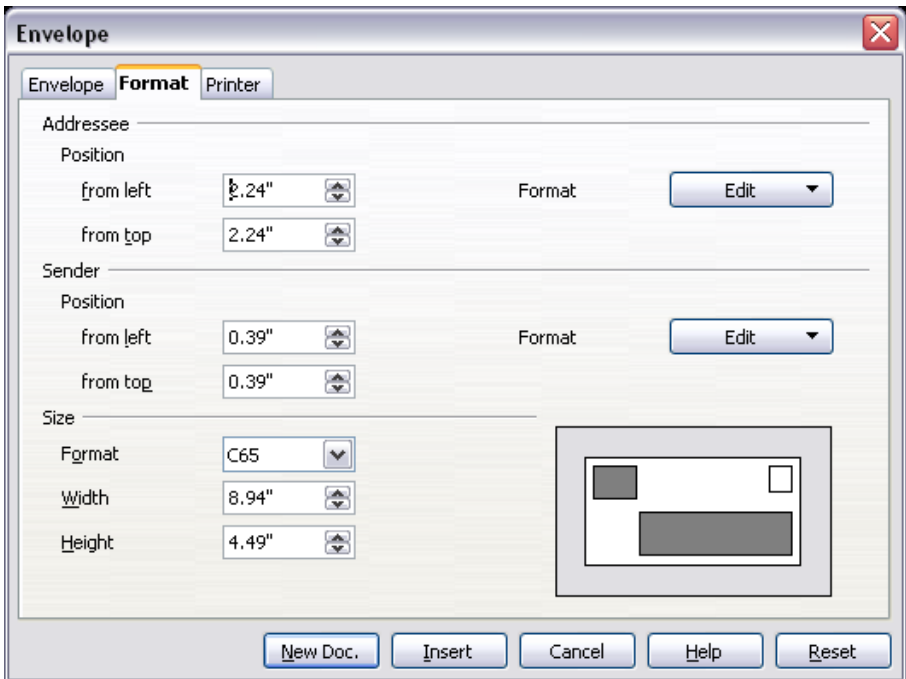 Envelope
Envelope Format Printer
Addressee
Position
from left 2.24" Format Edit
from top 2.24"
Sender
Position
from left 0.39" Format Edit
from top 0.39"
Size
Format C65
Width 8.94"
Height 4.49"
New Doc. Insert Cancel Help Reset